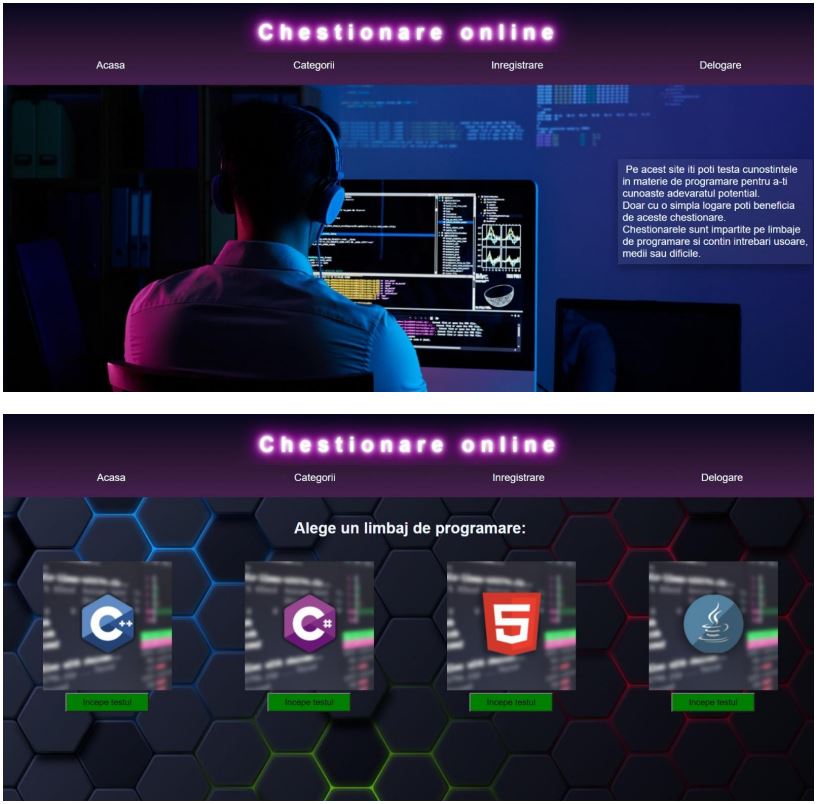 Chestionare online
Acasa Categorii Inregistrare Delogare
Pe acest site iti poti testa cunostintele
in materie de programare pentru a-ti
cunoaste adevaratul potential.
Doar cu o simpla logare poti beneficia
de aceste chestionare.
Chestionarele sunt impartite pe limbaje
de programare si contin intrebari usoare,
medii sau dificile.
Chestionare online
Acasa Categorii Inregistrare Delogare
Alege un limbaj de programare:
C++ C# 5
Incepe testul Incepe testul Incepe testul Incepe testul